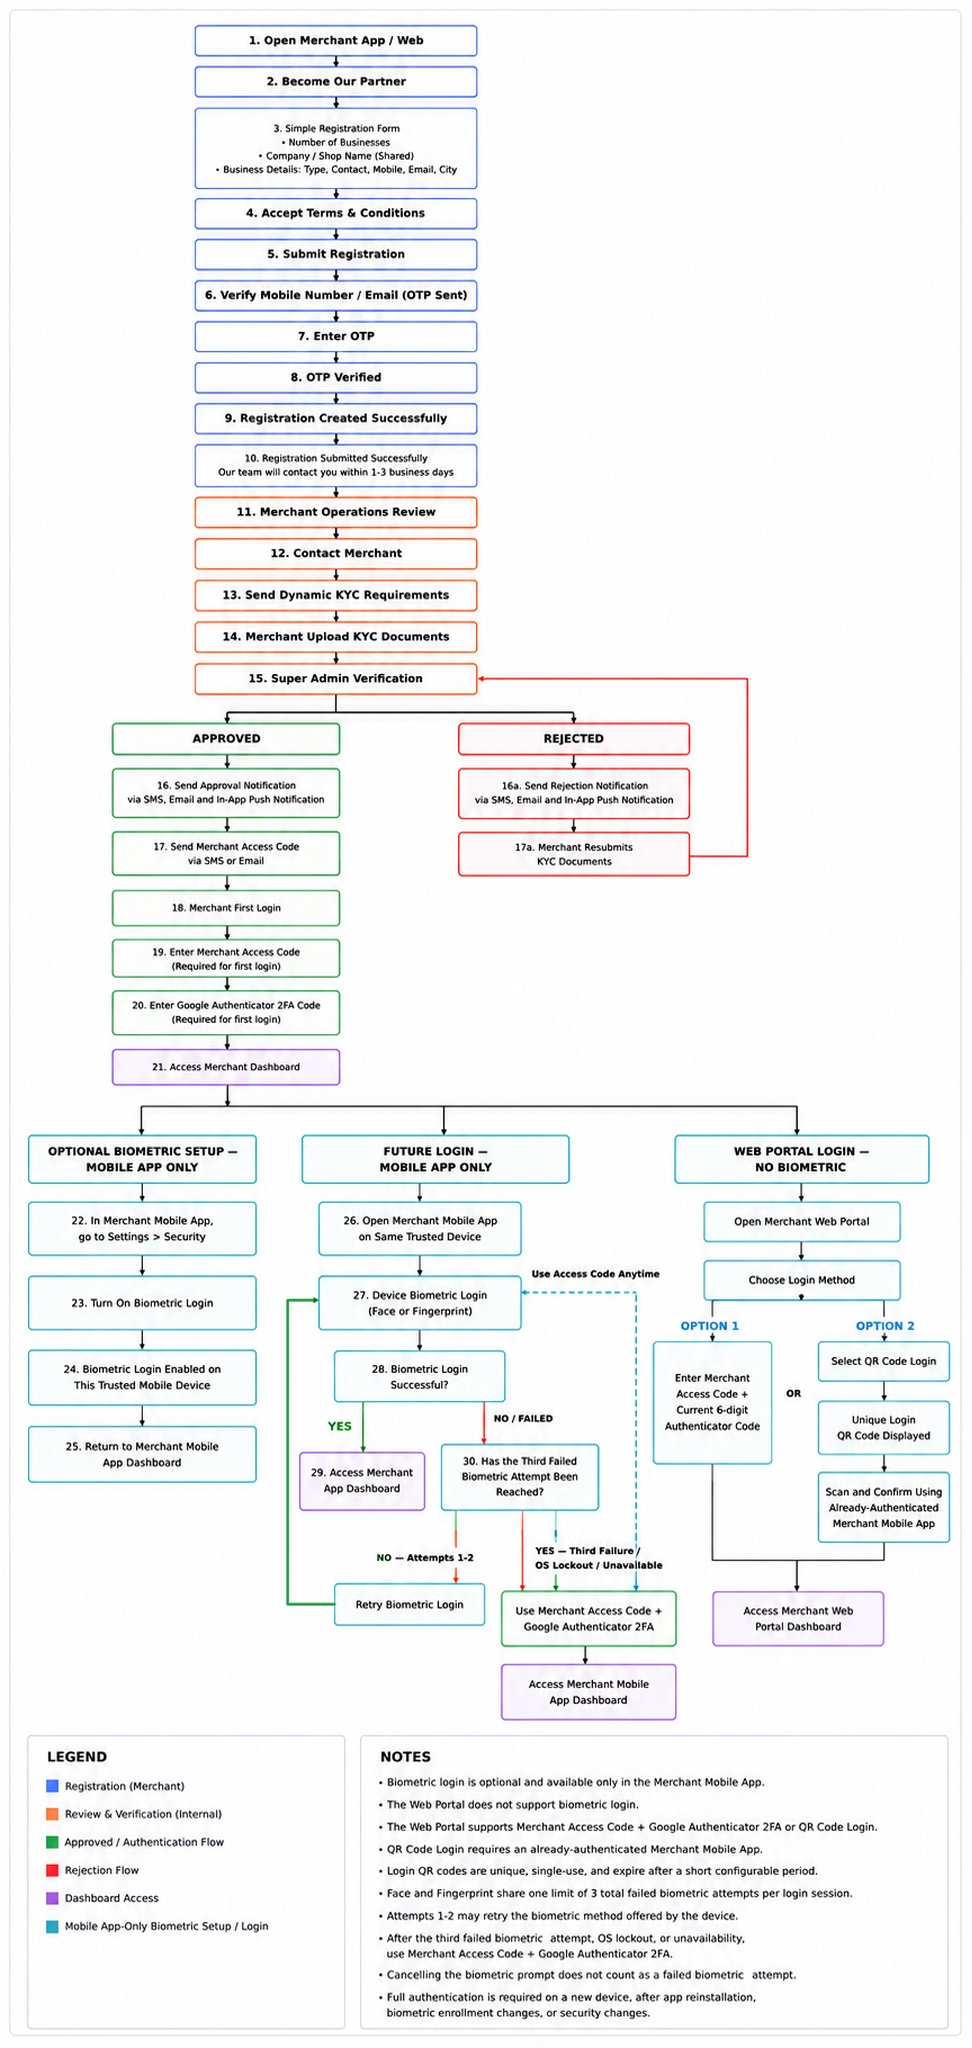 1. Open Merchant App / Web
2. Become Our Partner
3. Simple Registration Form
• Number of Businesses
• Company / Shop Name (Shared)
• Business Details: Type, Contact, Mobile, Email, City
4. Accept Terms & Conditions
5. Submit Registration
6. Verify Mobile Number / Email (OTP Sent)
7. Enter OTP
8. OTP Verified
9. Registration Created Successfully
10. Registration Submitted Successfully
Our team will contact you within 1-3 business days
11. Merchant Operations Review
12. Contact Merchant
13. Send Dynamic KYC Requirements
14. Merchant Upload KYC Documents
15. Super Admin Verification
APPROVED
16. Send Approval Notification
via SMS, Email and In-App Push Notification
17. Send Merchant Access Code
via SMS or Email
18. Merchant First Login
19. Enter Merchant Access Code
(Required for first login)
20. Enter Google Authenticator 2FA Code
(Required for first login)
21. Access Merchant Dashboard
REJECTED
16a. Send Rejection Notification
via SMS, Email and In-App Push Notification
17a. Merchant Resubmits
KYC Documents
OPTIONAL BIOMETRIC SETUP —
MOBILE APP ONLY
22. In Merchant Mobile App,
go to Settings > Security
23. Turn On Biometric Login
24. Biometric Login Enabled on
This Trusted Mobile Device
25. Return to Merchant Mobile
App Dashboard
FUTURE LOGIN —
MOBILE APP ONLY
26. Open Merchant Mobile App
on Same Trusted Device
Use Access Code Anytime
27. Device Biometric Login
(Face or Fingerprint)
28. Biometric Login
Successful?
YES
NO / FAILED
29. Access Merchant
App Dashboard
30. Has the Third Failed
Biometric Attempt Been
Reached?
NO — Attempts 1-2
YES — Third Failure /
OS Lockout / Unavailable
Retry Biometric Login
Use Merchant Access Code +
Google Authenticator 2FA
Access Merchant Mobile
App Dashboard
WEB PORTAL LOGIN —
NO BIOMETRIC
Open Merchant Web Portal
Choose Login Method
OPTION 1
Enter Merchant
Access Code +
Current 6-digit
Authenticator Code
OR
OPTION 2
Select QR Code Login
Unique Login
QR Code Displayed
Scan and Confirm Using
Already-Authenticated
Merchant Mobile App
Access Merchant Web
Portal Dashboard
LEGEND
Registration (Merchant)
Review & Verification (Internal)
Approved / Authentication Flow
Rejection Flow
Dashboard Access
Mobile App-Only Biometric Setup / Login
NOTES
• Biometric login is optional and available only in the Merchant Mobile App.
• The Web Portal does not support biometric login.
• The Web Portal supports Merchant Access Code + Google Authenticator 2FA or QR Code Login.
• QR Code Login requires an already-authenticated Merchant Mobile App.
• Login QR codes are unique, single-use, and expire after a short configurable period.
• Face and Fingerprint share one limit of 3 total failed biometric attempts per login session.
• Attempts 1-2 may retry the biometric method offered by the device.
• After the third failed biometric attempt, OS lockout, or unavailability,
use Merchant Access Code + Google Authenticator 2FA.
• Cancelling the biometric prompt does not count as a failed biometric attempt.
• Full authentication is required on a new device, after app reinstallation,
biometric enrollment changes, or security changes.